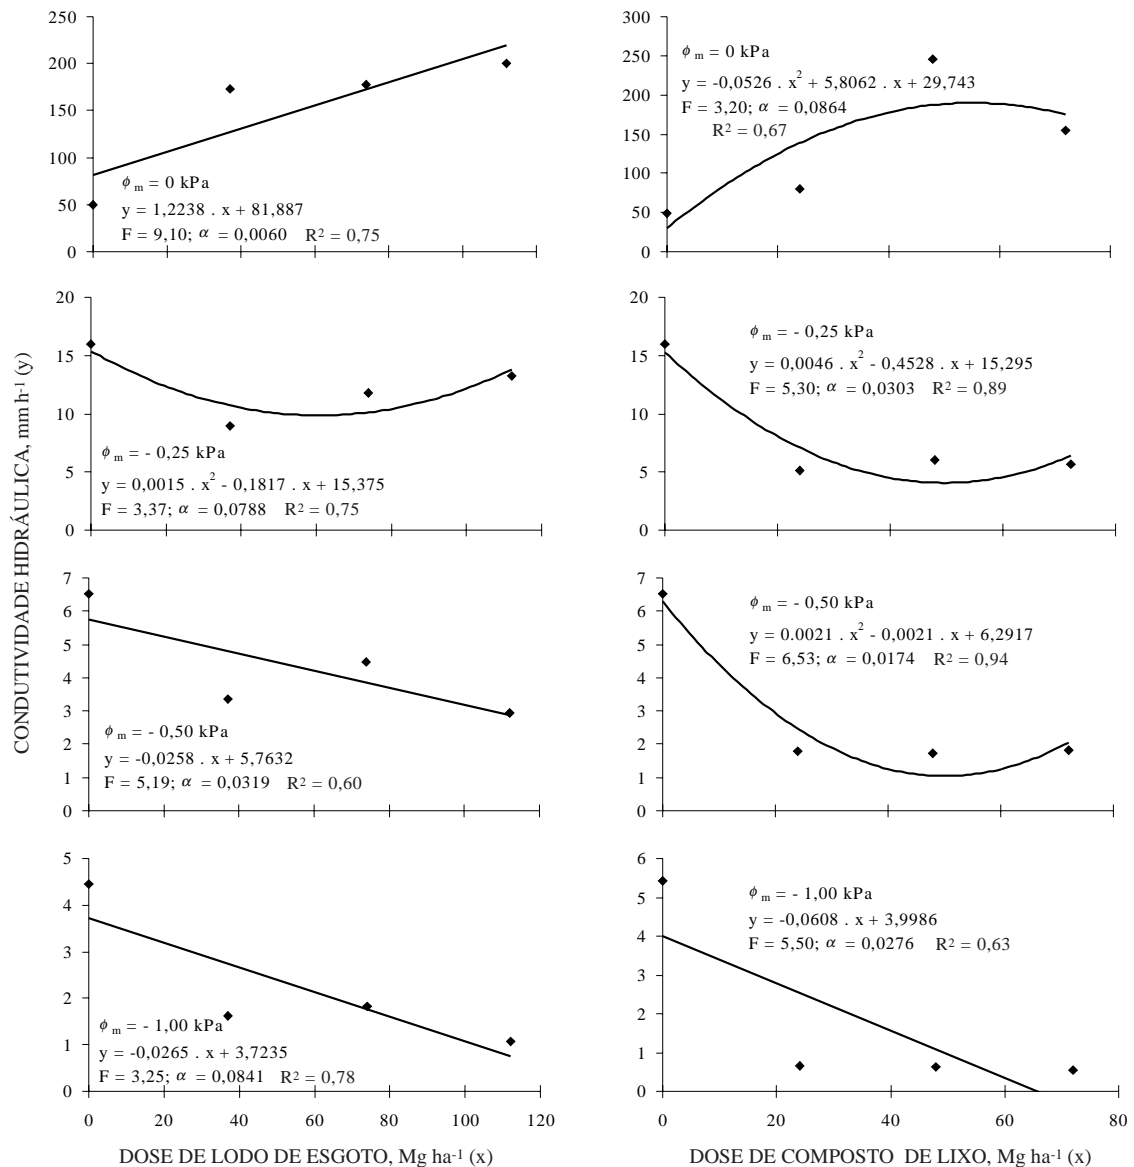 CONDUTIVIDADE HIDRÁULICA, mm h-1 (y)
250
200
150
100
50
0
ϕ m = 0 kPa
y = 1,2238 . x + 81,887
F = 9,10; α = 0,0060 R2 = 0,75
300
250
200
150
100
50
0
ϕ m = 0 kPa
y = -0,0526 . x2 + 5,8062 . x + 29,743
F = 3,20; α = 0,0864
R2 = 0,67
20
15
10
5
0
ϕ m = - 0,25 kPa
y = 0,0015 . x2 - 0,1817 . x + 15,375
F = 3,37; α = 0,0788 R2 = 0,75
20
15
10
5
0
ϕ m = - 0,25 kPa
y = 0,0046 . x2 - 0,4528 . x + 15,295
F = 5,30; α = 0,0303 R2 = 0,89
7
6
5
4
3
2
1
0
ϕ m = - 0,50 kPa
y = -0,0258 . x + 5,7632
F = 5,19; α = 0,0319 R2 = 0,60
7
6
5
4
3
2
1
0
ϕ m = - 0,50 kPa
y = 0.0021 . x2 - 0,0021 . x + 6,2917
F = 6,53; α = 0,0174 R2 = 0,94
5
4
3
2
1
0
ϕ m = - 1,00 kPa
y = -0,0265 . x + 3,7235
F = 3,25; α = 0,0841 R2 = 0,78
0 20 40 60 80 100 120
DOSE DE LODO DE ESGOTO, Mg ha-1 (x)
6
5
4
3
2
1
0
ϕ m = - 1,00 kPa
y = -0,0608 . x + 3,9986
F = 5,50; α = 0,0276 R2 = 0,63
0 20 40 60 80
DOSE DE COMPOSTO DE LIXO, Mg ha-1 (x)